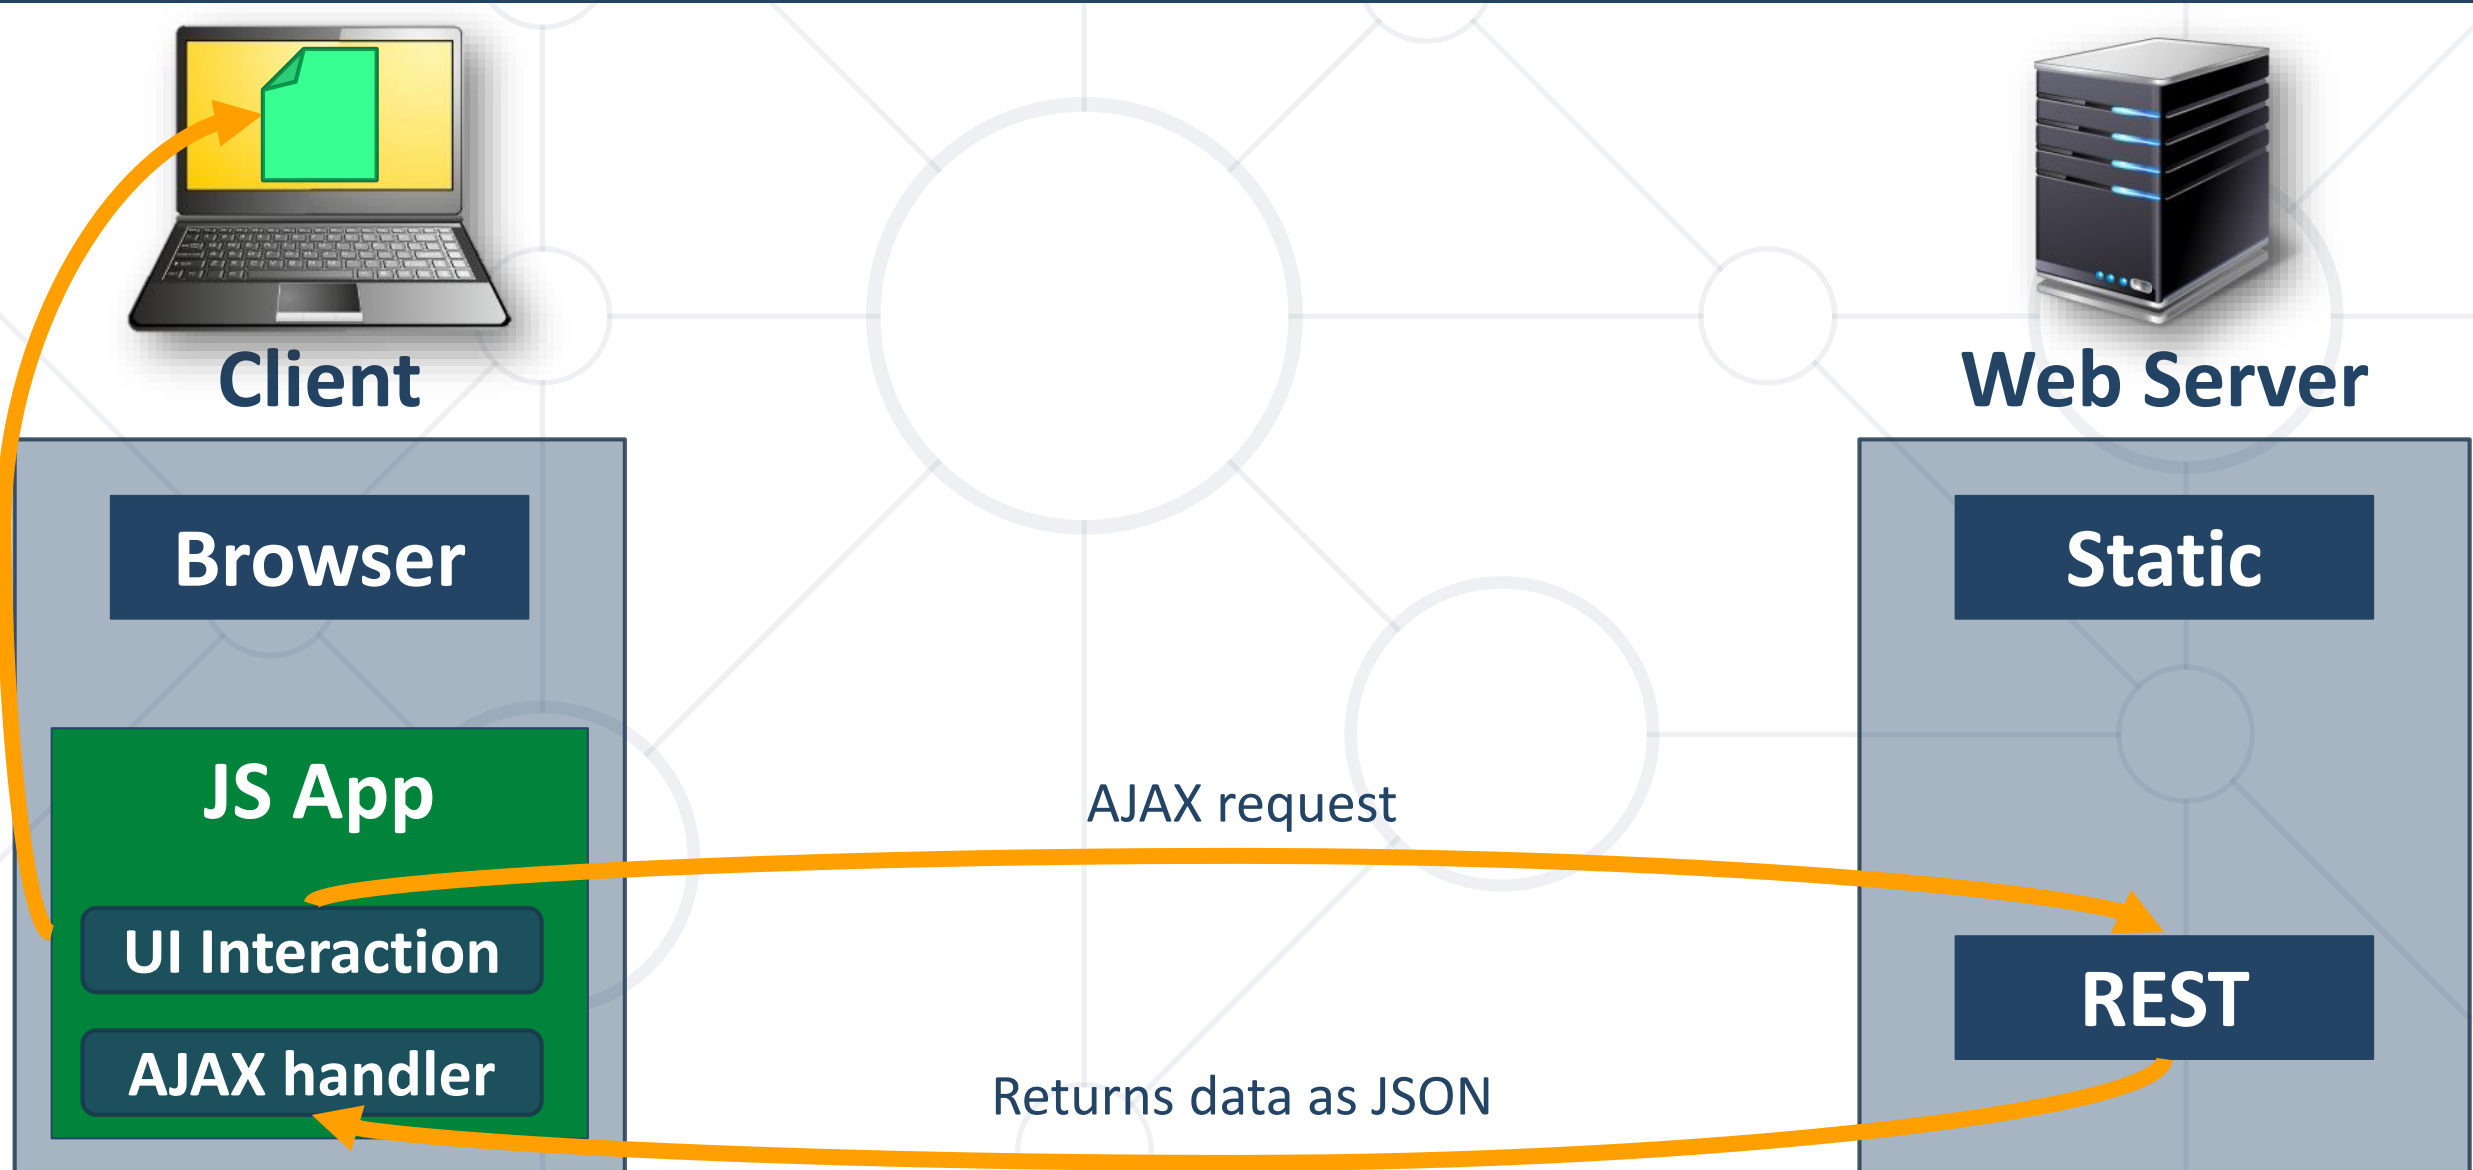 Client
Web Server
Browser
Static
JS App
AJAX request
UI Interaction
REST
AJAX handler
Returns data as JSON